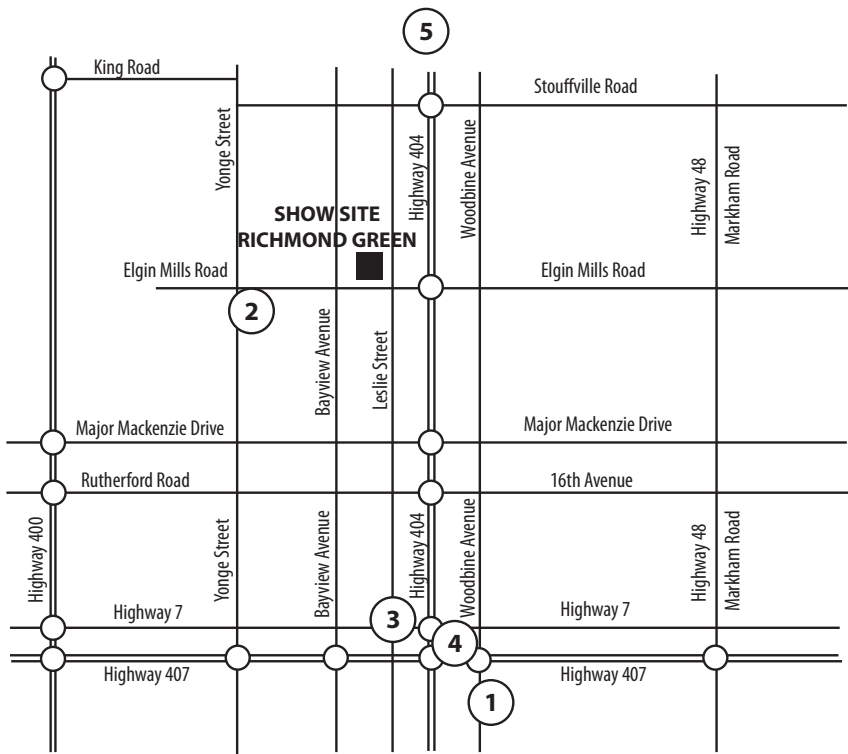 5
King Road
Stouffville Road
Yonge Street
Highway 404
Woodbine Avenue
Highway 48
Markham Road
SHOW SITE
RICHMOND GREEN
Elgin Mills Road
Elgin Mills Road
2
Bayview Avenue
Leslie Street
Major Mackenzie Drive
Major Mackenzie Drive
Rutherford Road
16th Avenue
Highway 400
Yonge Street
Bayview Avenue
Highway 404
Woodbine Avenue
Highway 48
Markham Road
Highway 7
3
Highway 7
4
Highway 407
Highway 407
1